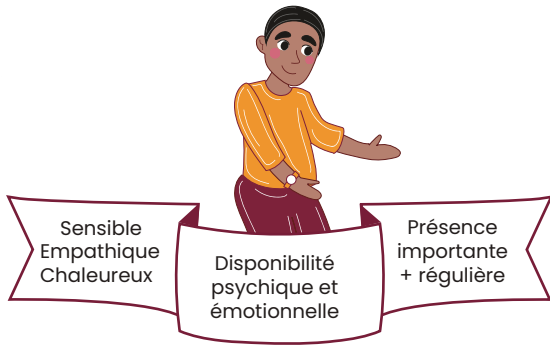 Sensible
Empathique
Chaleureux
Disponibilité
psychique et
émotionnelle
Présence
importante
+ régulière